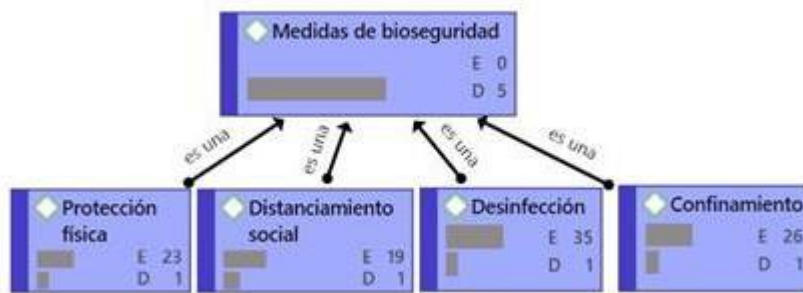 Medidas de bioseguridad
E 0
D 5
es una
es una
es una
es una
Protección
física
E 23
D 1
Distanciamiento
social
E 19
D 1
Desinfección
E 35
D 1
Confinamiento
E 26
D 1